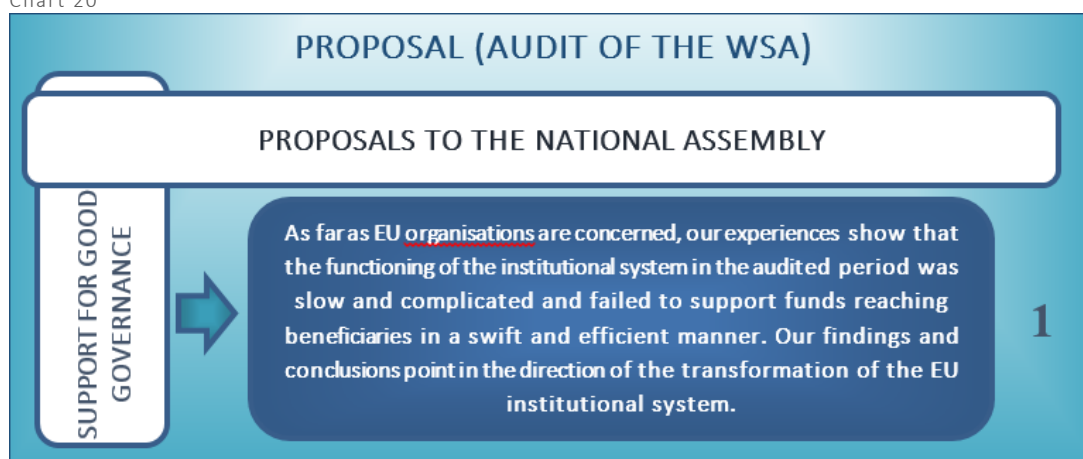 Chart 20
PROPOSAL (AUDIT OF THE WSA)
PROPOSALS TO THE NATIONAL ASSEMBLY
SUPPORT FOR GOOD
GOVERNANCE
As far as EU organisations are concerned, our experiences show that
the functioning of the institutional system in the audited period was
slow and complicated and failed to support funds reaching
beneficiaries in a swift and efficient manner. Our findings and
conclusions point in the direction of the transformation of the EU
institutional system.
1